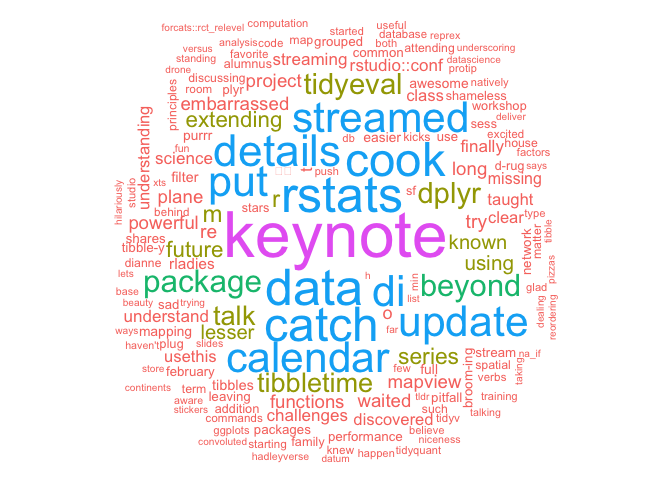 forcats::rct_relevel computation started useful
versus analysis code map grouped both database reprex underscoring
standing favorite streaming common attending datascience
drone discussing alumnus rstudio::conf protip natively
room plyr project tidyeval awesome class shameless
principles embarrassed workshop
extending streamed sess deliver
purrr db easier kicks use finally excited
understanding fun details cook house factors
science push long d-rug says
filter t missing
hilariously studio xts plane put rstats sf dplyr taught
behind powerful m r stars try clear type
re keynote
tibble-y shares future known network matter tibble
dianne rladies using pizzas
base package data di beyond glad
lets h min
beauty sad trying catch o list dealing reordering
understand talk far update
ways mapping lesser
haven't plug slides calendar series stream na_if
store usethis few full spatial
february tibbletime mapview verbs taking
continents term tibbles broom-ing
aware leaving functions waited tldr pitfall training
stickers addition challenges discovered such talking
commands packages tidyv
ggplots family performance believe
convoluted starting knew happen tidyquant niceness
hadleyverse datum